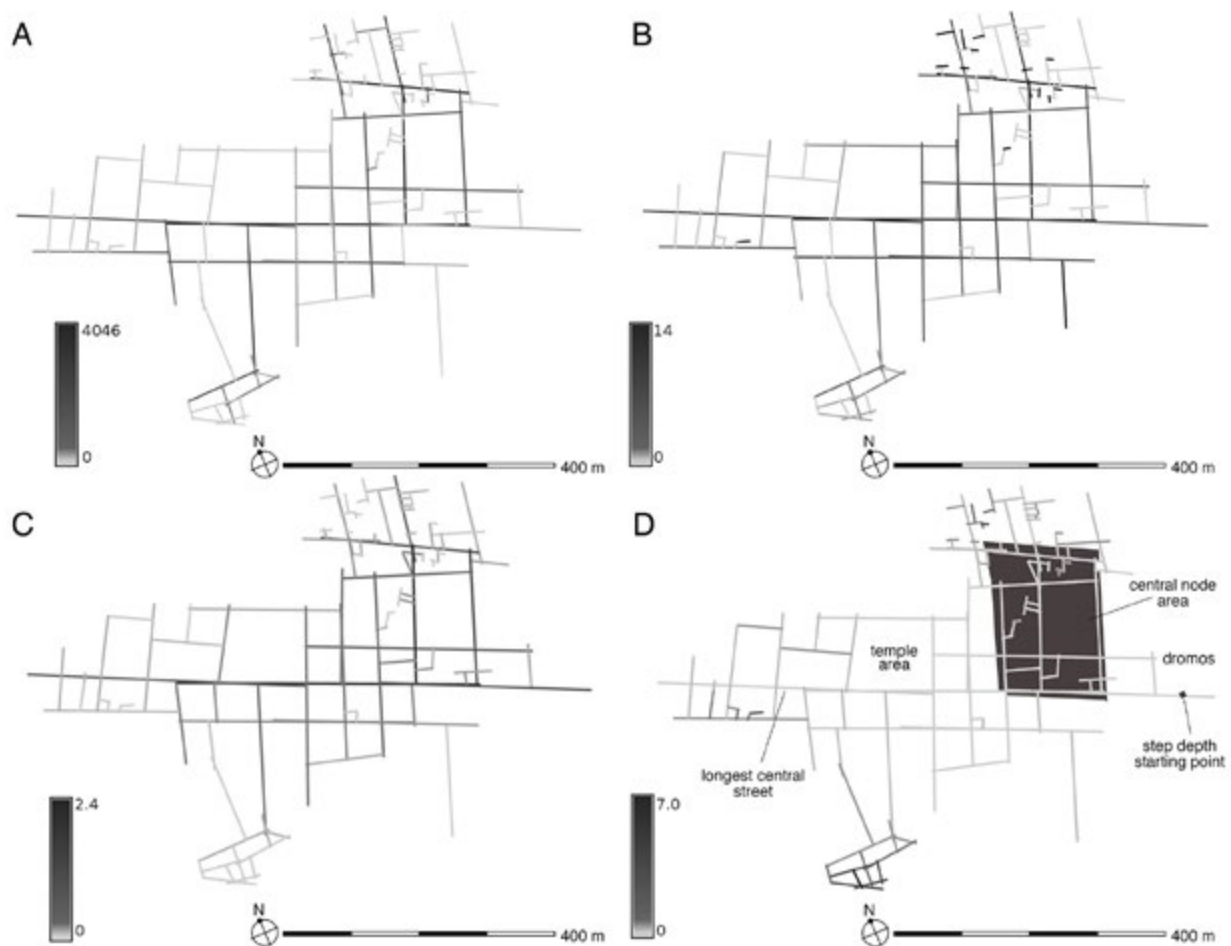 A
4046
0
N
400 m
B
14
0
N
400 m
C
2.4
0
N
400 m
D
central node
area
temple
area
dromos
longest central
street
step depth
starting point
7.0
0
N
400 m